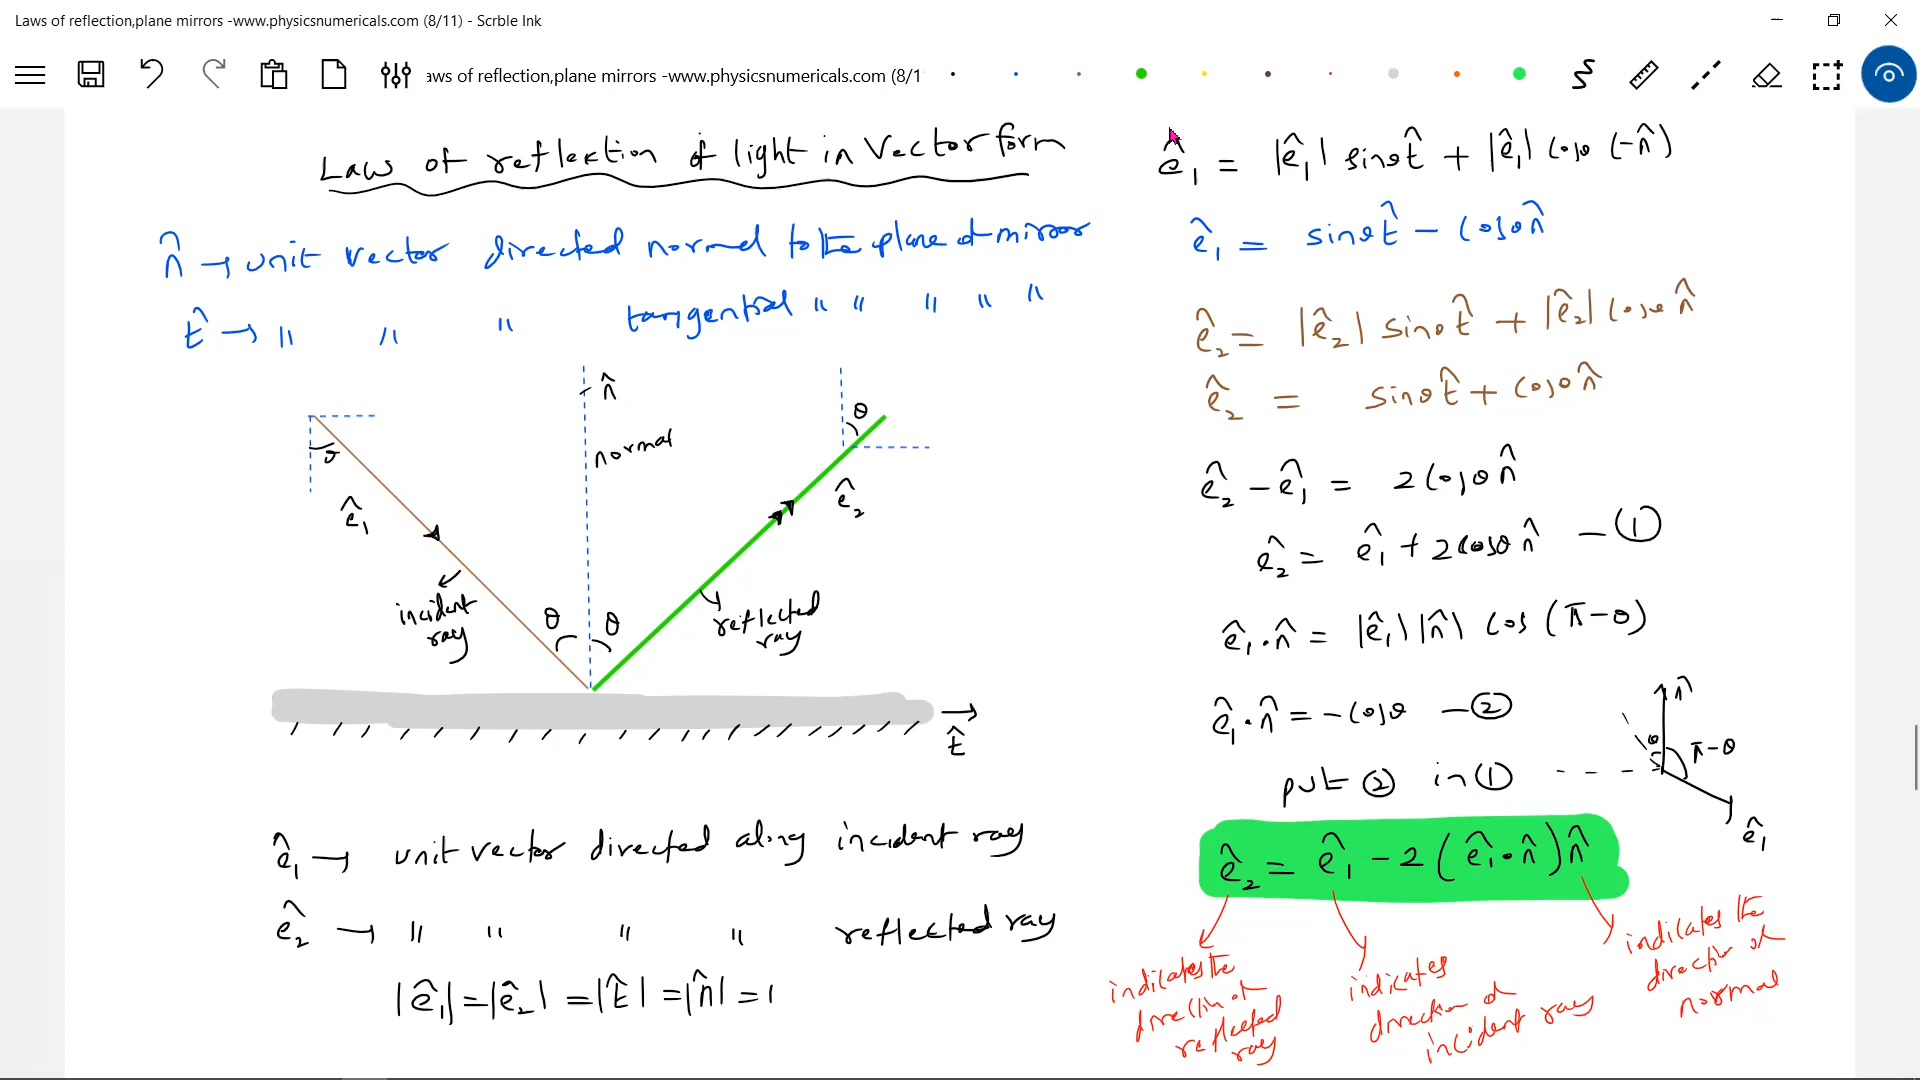 Laws of reflection,plane mirrors -www.physicsnumericals.com (8/11) - Scrble Ink
aws of reflection,plane mirrors -www.physicsnumericals.com (8/1
Laws of reflection of light in Vector form
n̂ → unit vector directed normal to the plane of mirror
t̂ → " " " tangential " " " " "
n̂
normal
θ
θ
ê₁
ê₂
incident
ray
θ θ
reflected
ray
t̂
ê₁ → unit vector directed along incident ray
ê₂ → " " " " reflected ray
|ê₁| = |ê₂| = |t̂| = |n̂| = 1
ê₁ = |ê₁| sinθ t̂ + |ê₁| cosθ (-n̂)
ê₁ = sinθ t̂ - cosθ n̂
ê₂ = |ê₂| sinθ t̂ + |ê₂| cosθ n̂
ê₂ = sinθ t̂ + cosθ n̂
ê₂ - ê₁ = 2 cosθ n̂
ê₂ = ê₁ + 2cosθ n̂ - ①
ê₁ · n̂ = |ê₁| |n̂| cos (π-θ)
ê₁ · n̂ = - cosθ - ②
put ② in ①
n̂
θ π-θ
ê₁
ê₂ = ê₁ - 2 (ê₁ · n̂) n̂
indicates the
direction of
reflected
ray
indicates
direction of
incident ray
indicates the
direction of
normal